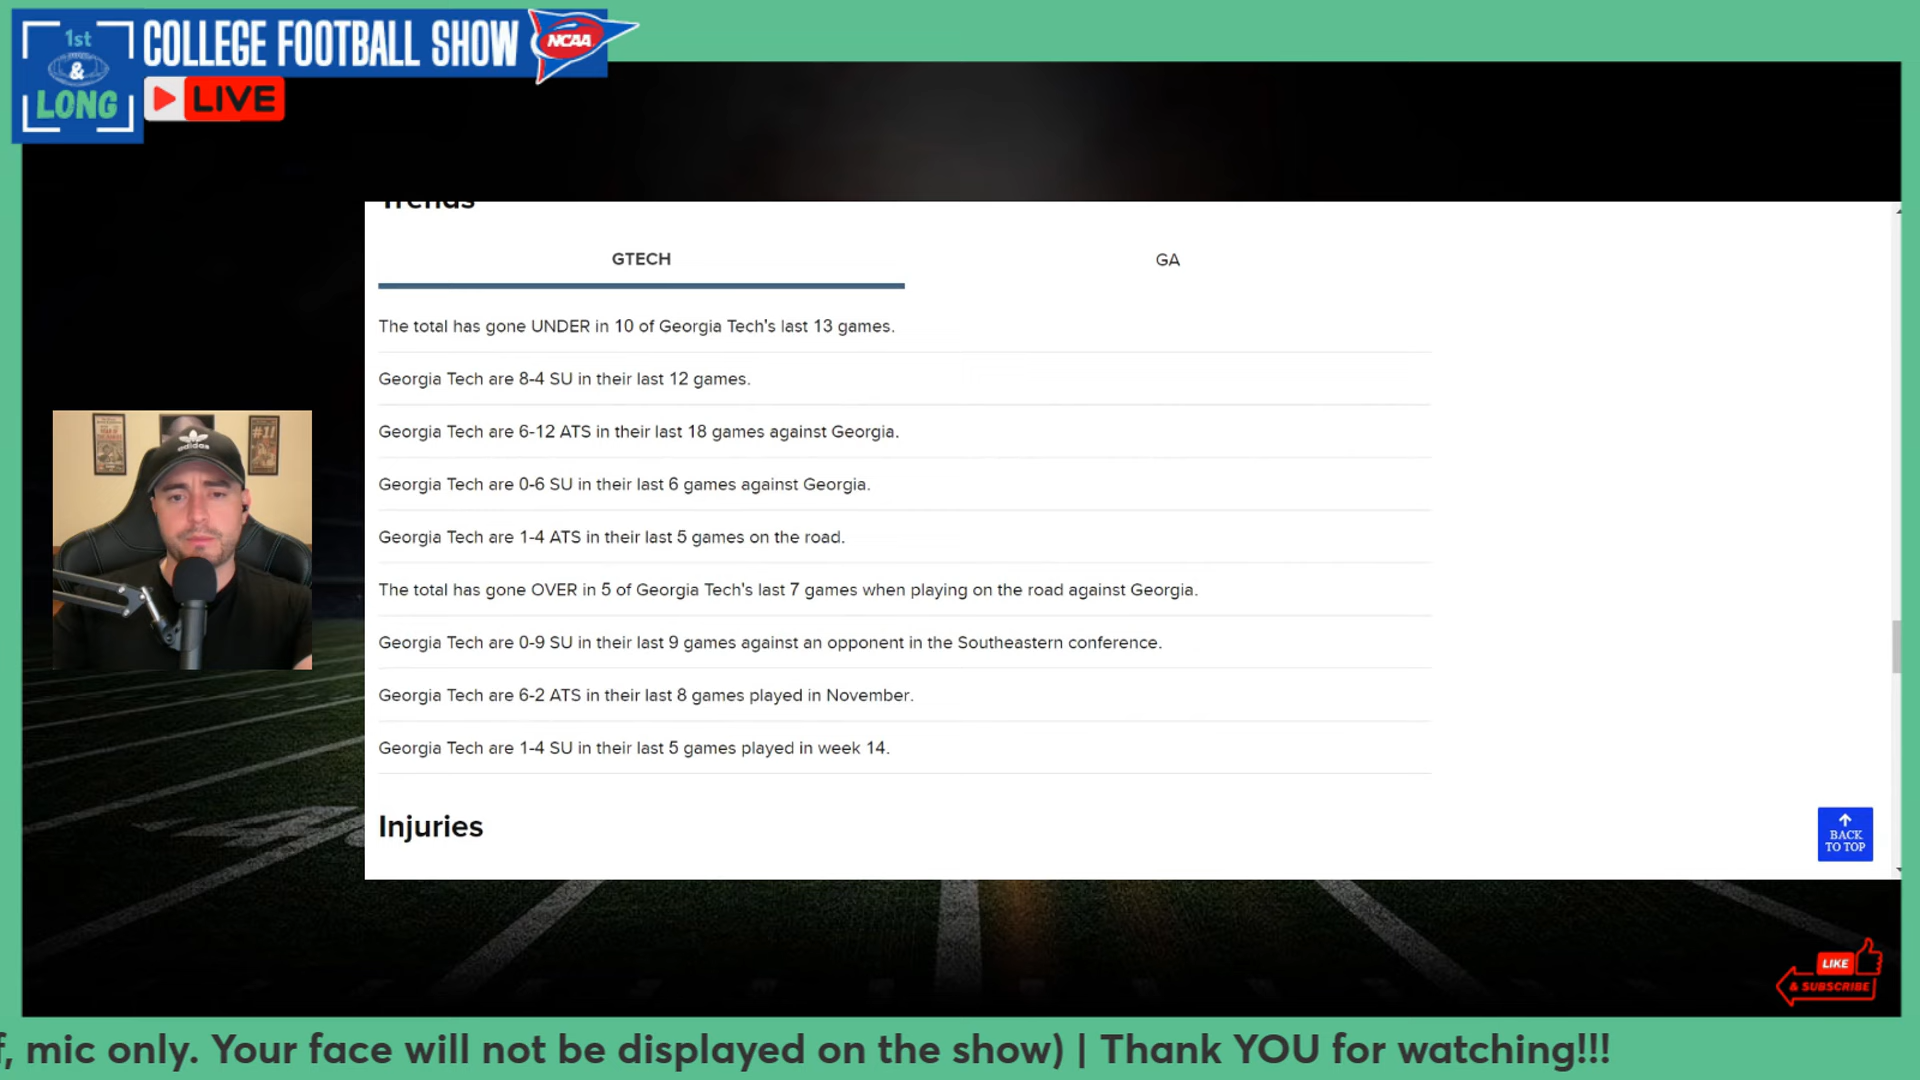 1st
&
LONG
COLLEGE FOOTBALL SHOW
NCAA
LIVE
Trends
GTECH
GA
The total has gone UNDER in 10 of Georgia Tech's last 13 games.
Georgia Tech are 8-4 SU in their last 12 games.
Georgia Tech are 6-12 ATS in their last 18 games against Georgia.
Georgia Tech are 0-6 SU in their last 6 games against Georgia.
Georgia Tech are 1-4 ATS in their last 5 games on the road.
The total has gone OVER in 5 of Georgia Tech's last 7 games when playing on the road against Georgia.
Georgia Tech are 0-9 SU in their last 9 games against an opponent in the Southeastern conference.
Georgia Tech are 6-2 ATS in their last 8 games played in November.
Georgia Tech are 1-4 SU in their last 5 games played in week 14.
Injuries
BACK
TO TOP
adidas
#1!
LIKE
& SUBSCRIBE
, mic only. Your face will not be displayed on the show) | Thank YOU for watching!!!